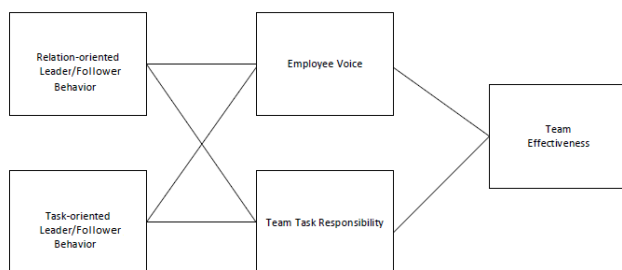 Relation-oriented
Leader/Follower
Behavior
Employee Voice
Team
Effectiveness
Task-oriented
Leader/Follower
Behavior
Team Task Responsibility